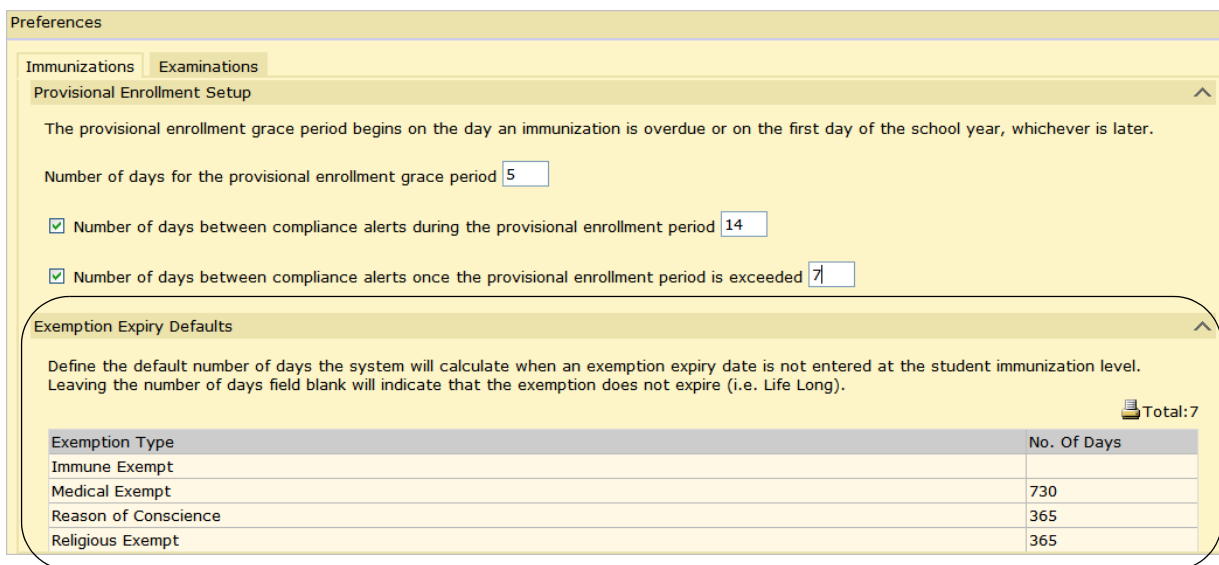 Preferences
Immunizations Examinations
Provisional Enrollment Setup
The provisional enrollment grace period begins on the day an immunization is overdue or on the first day of the school year, whichever is later.
Number of days for the provisional enrollment grace period 5
Number of days between compliance alerts during the provisional enrollment period 14
Number of days between compliance alerts once the provisional enrollment period is exceeded 7
Exemption Expiry Defaults
Define the default number of days the system will calculate when an exemption expiry date is not entered at the student immunization level.
Leaving the number of days field blank will indicate that the exemption does not expire (i.e. Life Long).
Total:7
Exemption Type No. Of Days
Immune Exempt
Medical Exempt 730
Reason of Conscience 365
Religious Exempt 365